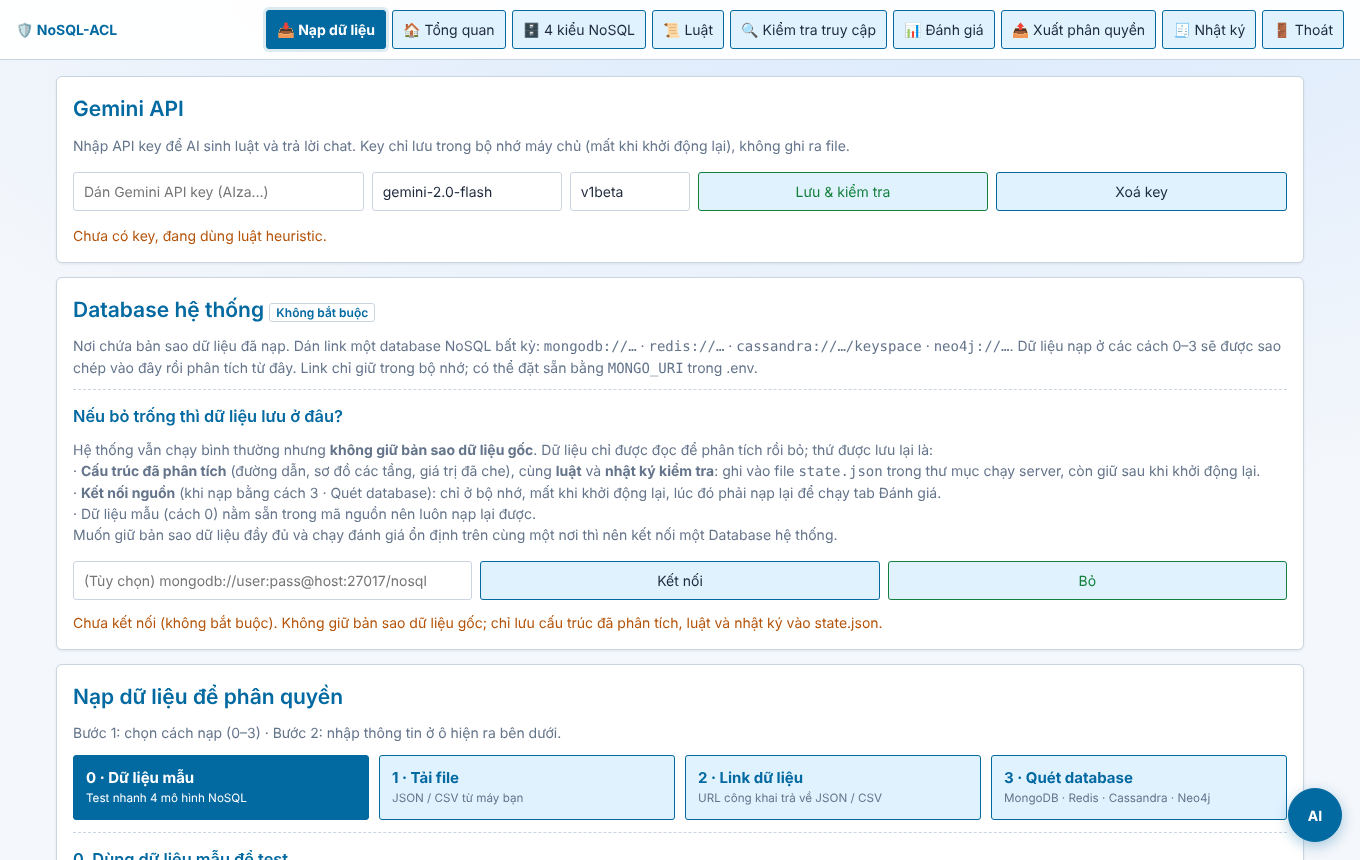 🛡️ NoSQL-ACL
📥 Nạp dữ liệu
🏠 Tổng quan
🗄️ 4 kiểu NoSQL
📜 Luật
🔍 Kiểm tra truy cập
📊 Đánh giá
📤 Xuất phân quyền
🧾 Nhật ký
🚪 Thoát
Gemini API
Nhập API key để AI sinh luật và trả lời chat. Key chỉ lưu trong bộ nhớ máy chủ (mất khi khởi động lại), không ghi ra file.
Dán Gemini API key (AIza...)
gemini-2.0-flash
v1beta
Lưu & kiểm tra
Xoá key
Chưa có key, đang dùng luật heuristic.
Database hệ thống Không bắt buộc
Nơi chứa bản sao dữ liệu đã nạp. Dán link một database NoSQL bất kỳ: mongodb://… · redis://… · cassandra://…/keyspace · neo4j://…. Dữ liệu nạp ở các cách 0–3 sẽ được sao
chép vào đây rồi phân tích từ đây. Link chỉ giữ trong bộ nhớ; có thể đặt sẵn bằng MONGO_URI trong .env.
Nếu bỏ trống thì dữ liệu lưu ở đâu?
Hệ thống vẫn chạy bình thường nhưng không giữ bản sao dữ liệu gốc. Dữ liệu chỉ được đọc để phân tích rồi bỏ; thứ được lưu lại là:
· Cấu trúc đã phân tích (đường dẫn, sơ đồ các tầng, giá trị đã che), cùng luật và nhật ký kiểm tra: ghi vào file state.json trong thư mục chạy server, còn giữ sau khi khởi động lại.
· Kết nối nguồn (khi nạp bằng cách 3 · Quét database): chỉ ở bộ nhớ, mất khi khởi động lại, lúc đó phải nạp lại để chạy tab Đánh giá.
· Dữ liệu mẫu (cách 0) nằm sẵn trong mã nguồn nên luôn nạp lại được.
Muốn giữ bản sao dữ liệu đầy đủ và chạy đánh giá ổn định trên cùng một nơi thì nên kết nối một Database hệ thống.
(Tùy chọn) mongodb://user:pass@host:27017/nosql
Kết nối
Bỏ
Chưa kết nối (không bắt buộc). Không giữ bản sao dữ liệu gốc; chỉ lưu cấu trúc đã phân tích, luật và nhật ký vào state.json.
Nạp dữ liệu để phân quyền
Bước 1: chọn cách nạp (0–3) · Bước 2: nhập thông tin ở ô hiện ra bên dưới.
0 · Dữ liệu mẫu
Test nhanh 4 mô hình NoSQL
1 · Tải file
JSON / CSV từ máy bạn
2 · Link dữ liệu
URL công khai trả về JSON / CSV
3 · Quét database
MongoDB · Redis · Cassandra · Neo4j
AI
0. Dùng dữ liệu mẫu để test